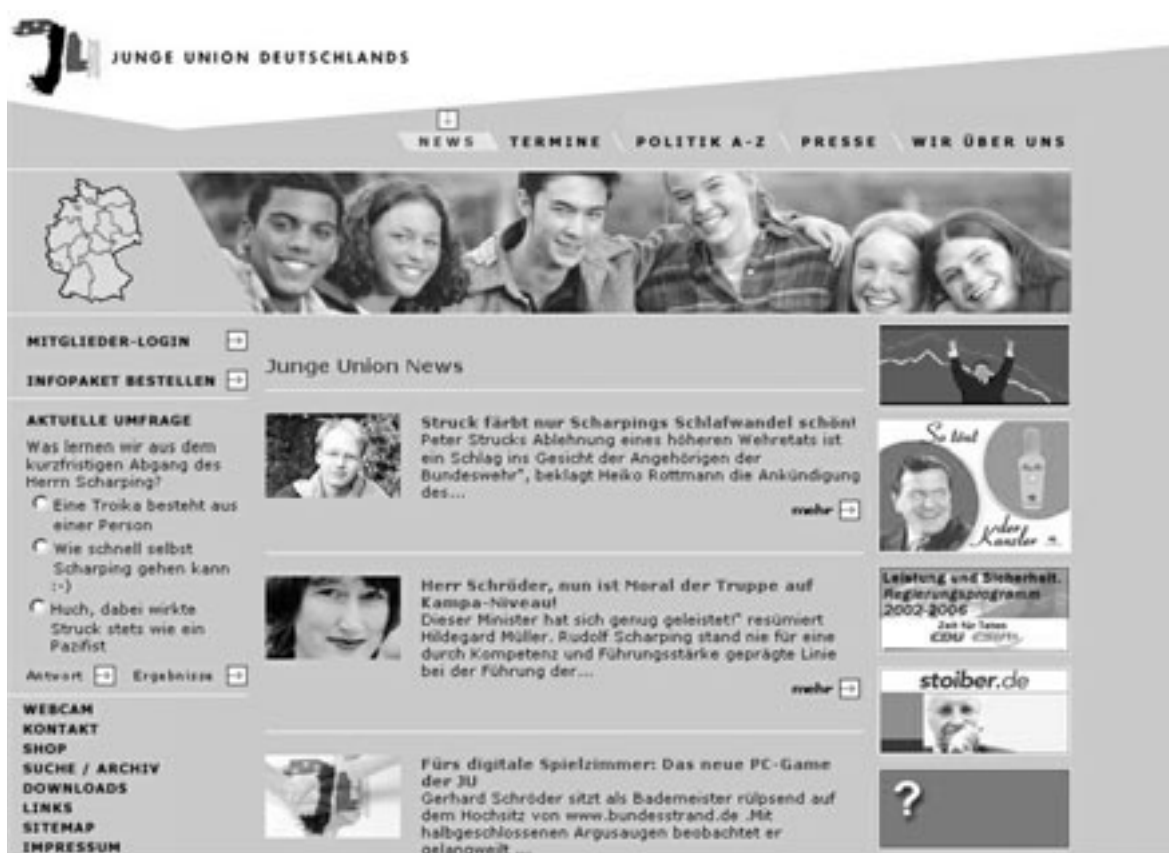 JUNGE UNION DEUTSCHLANDS
NEWS
TERMINE
POLITIK A-Z
PRESSE
WIR ÜBER UNS
MITGLIEDER-LOGIN
INFOPAKET BESTELLEN
AKTUELLE UMFRAGE
Was lernen wir aus dem
kurzfristigen Abgang des
Herrn Scharping?
Eine Troika besteht aus
einer Person
Wie schnell selbst
Scharping gehen kann
:-)
Huch, dabei wirkte
Struck stets wie ein
Pazifist
Antwort
Ergebnisse
WEBCAM
KONTAKT
SHOP
SUCHE / ARCHIV
DOWNLOADS
LINKS
SITEMAP
IMPRESSUM
Junge Union News
Struck färbt nur Scharpings Schlafwandel schön!
Peter Strucks Ablehnung eines höheren Wehretats ist
ein Schlag ins Gesicht der Angehörigen der
Bundeswehr", beklagt Heiko Rottmann die Ankündigung
des...
mehr
Herr Schröder, nun ist Moral der Truppe auf
Kampa-Niveau!
Dieser Minister hat sich genug geleistet!" resümiert
Hildegard Müller. Rudolf Scharping stand nie für eine
durch Kompetenz und Führungsstärke geprägte Linie
bei der Führung der...
mehr
Fürs digitale Spielzimmer: Das neue PC-Game
der JU
Gerhard Schröder sitzt als Bademeister rülpsend auf
dem Hochsitz von www.bundesstrand.de .Mit
halbgeschlossenen Argusaugen beobachtet er
gelangweilt ...
So tönt
der
Kanzler
Leistung und Sicherheit.
Regierungsprogramm
2002-2006
Zeit für Taten
CDU CSU
stoiber.de
?